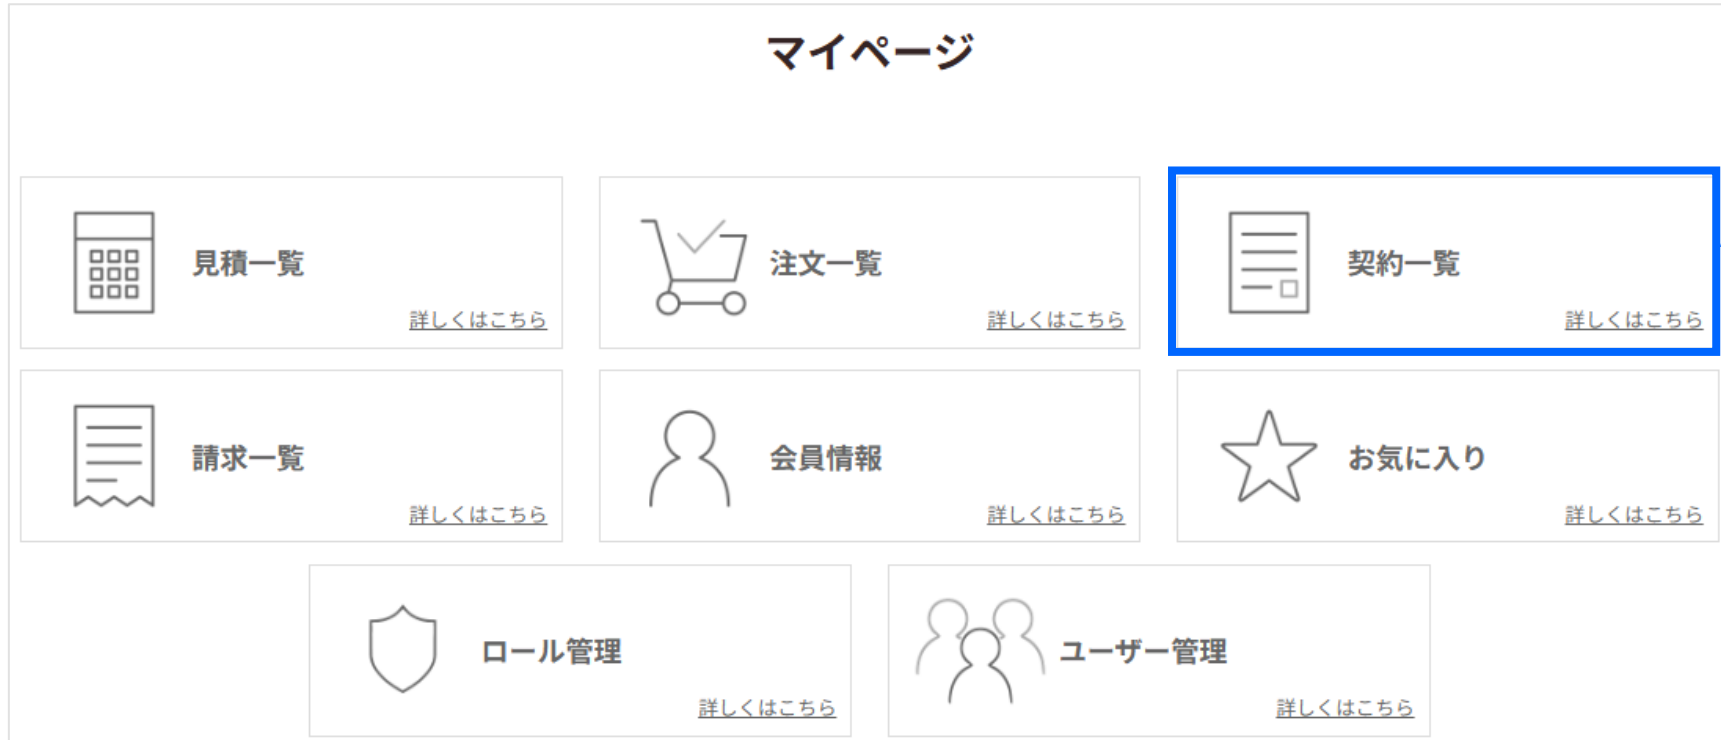 マイページ
見積一覧
詳しくはこちら
注文一覧
詳しくはこちら
契約一覧
詳しくはこちら
請求一覧
詳しくはこちら
会員情報
詳しくはこちら
お気に入り
詳しくはこちら
ロール管理
詳しくはこちら
ユーザー管理
詳しくはこちら